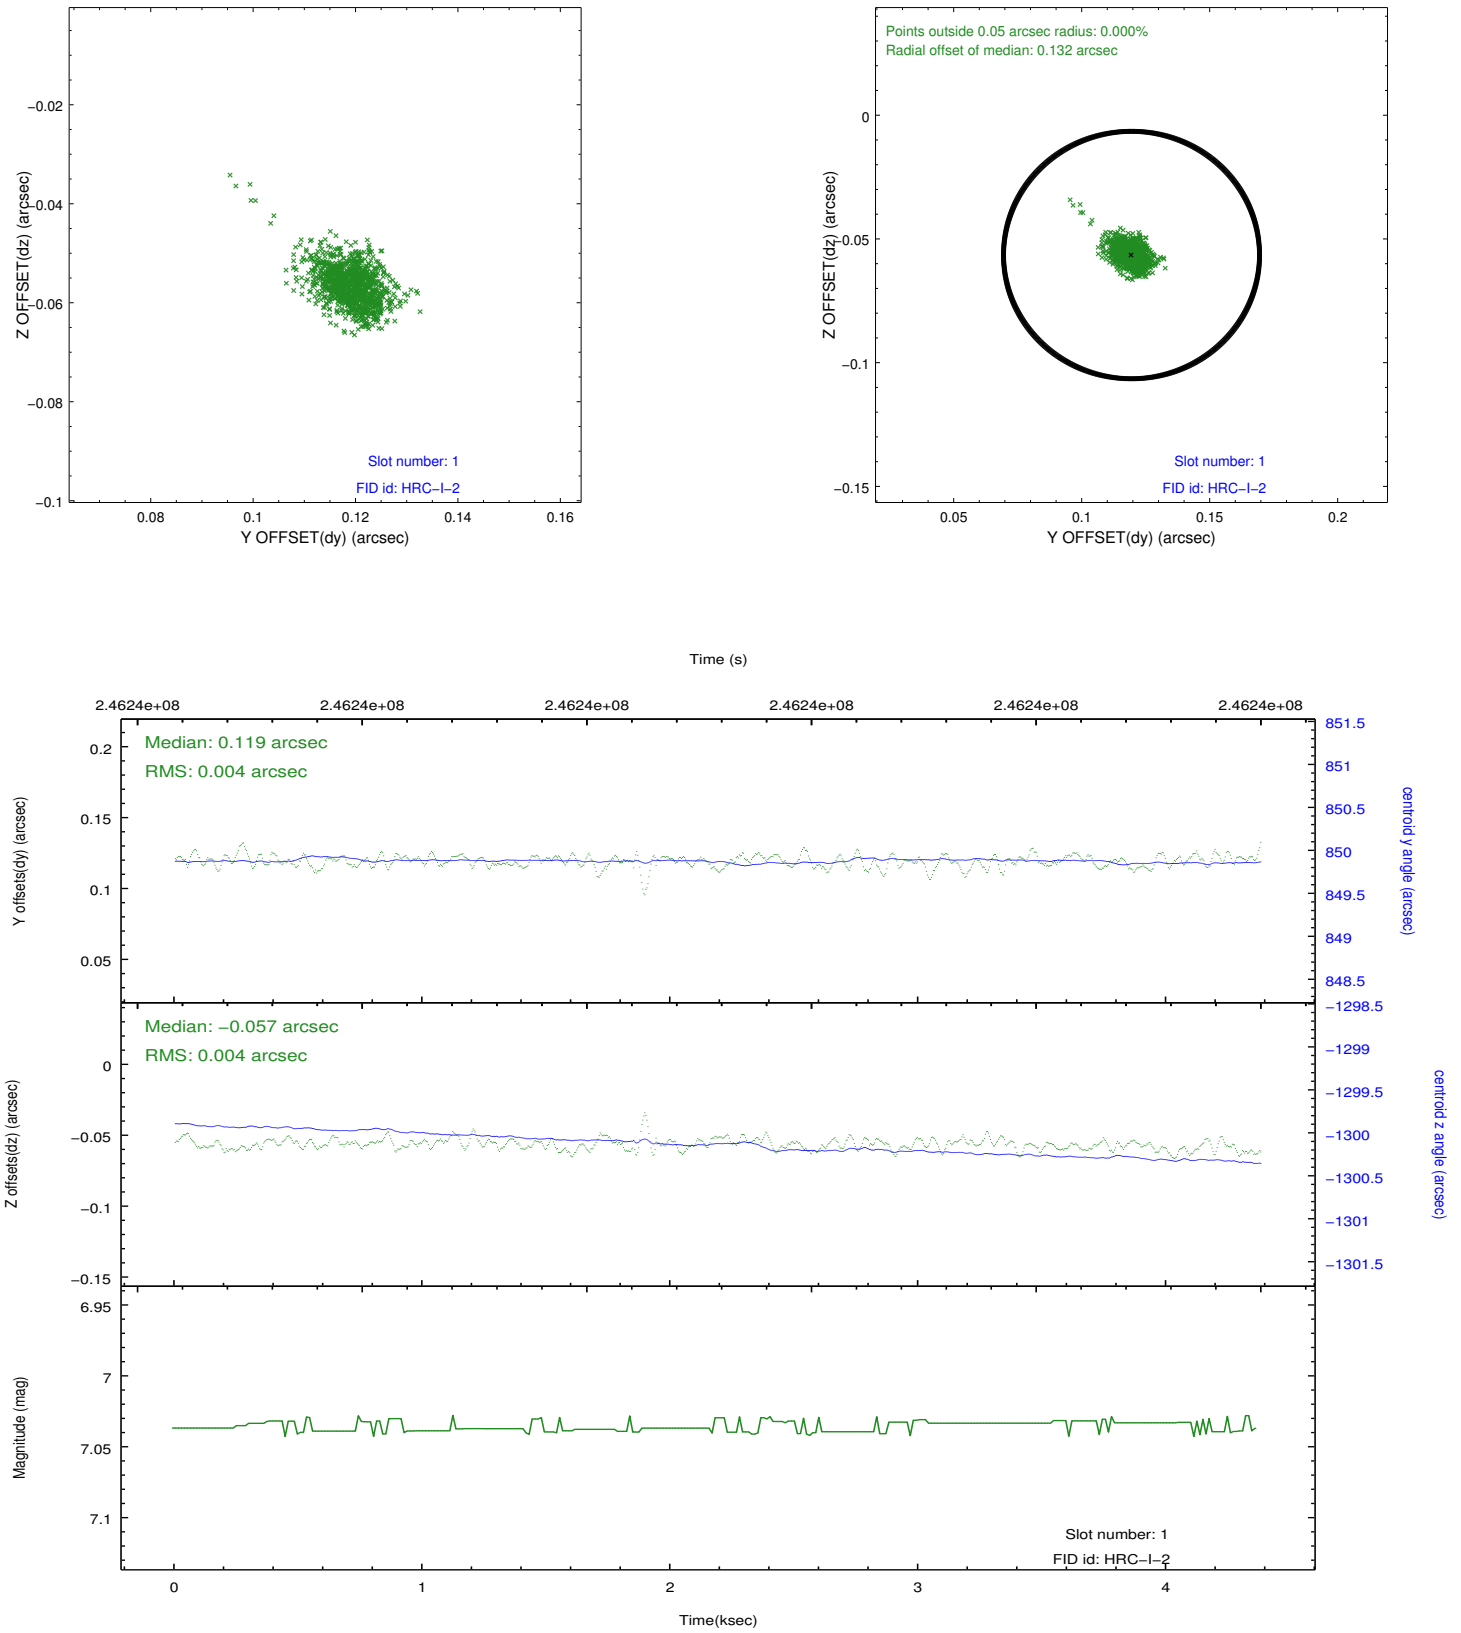 −0.02
−0.04
−0.06
−0.08
−0.1
Z OFFSET(dz) (arcsec)
Slot number: 1
FID id: HRC−I−2
0.08 0.1 0.12 0.14 0.16
Y OFFSET(dy) (arcsec)
Points outside 0.05 arcsec radius: 0.000%
Radial offset of median: 0.132 arcsec
0
−0.05
−0.1
−0.15
Z OFFSET(dz) (arcsec)
Slot number: 1
FID id: HRC−I−2
0.05 0.1 0.15 0.2
Y OFFSET(dy) (arcsec)
Time (s)
2.4624e+08 2.4624e+08 2.4624e+08 2.4624e+08 2.4624e+08 2.4624e+08
Median: 0.119 arcsec
RMS: 0.004 arcsec
0.2
0.15
0.1
0.05
Y offsets(dy) (arcsec)
851.5
851
850.5
850
849.5
849
848.5
centroid y angle (arcsec)
Median: −0.057 arcsec
RMS: 0.004 arcsec
0
−0.05
−0.1
−0.15
Z offsets(dz) (arcsec)
−1298.5
−1299
−1299.5
−1300
−1300.5
−1301
−1301.5
centroid z angle (arcsec)
6.95
7
7.05
7.1
Magnitude (mag)
Slot number: 1
FID id: HRC−I−2
0 1 2 3 4
Time(ksec)